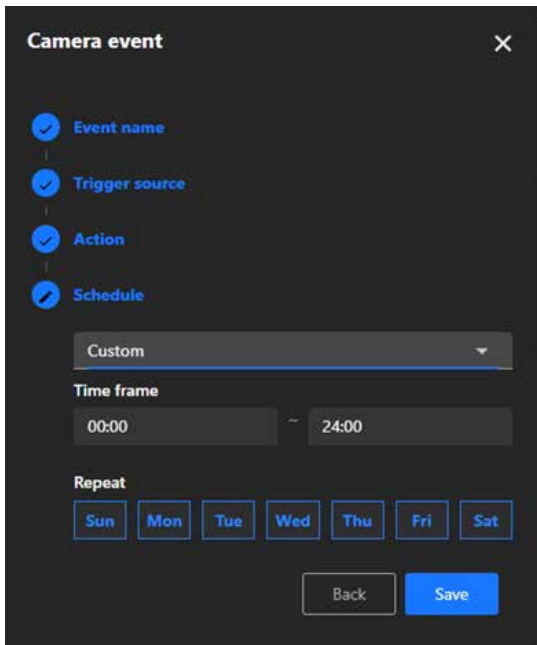 Camera event
Event name
Trigger source
Action
Schedule
Custom
Time frame
00:00 ~ 24:00
Repeat
Sun Mon Tue Wed Thu Fri Sat
Back Save